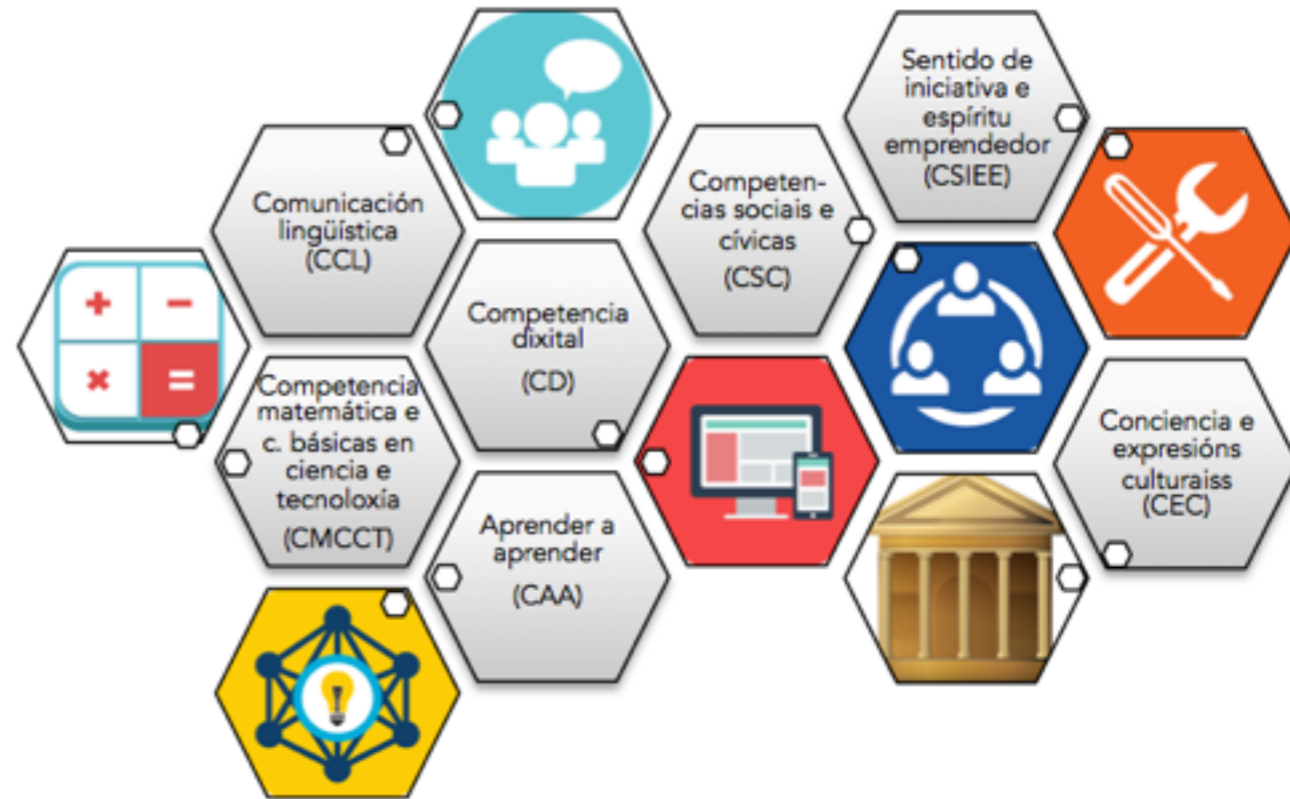 Comunicación
lingüística
(CCL)
Competencia
matemática e
c. básicas en
ciencia e
tecnoloxía
(CMCCT)
Competencia
dixital
(CD)
Aprender a
aprender
(CAA)
Competen-
cias sociais e
cívicas
(CSC)
Sentido de
iniciativa e
espíritu
emprendedor
(CSIEE)
Conciencia e
expresións
culturaiss
(CEC)